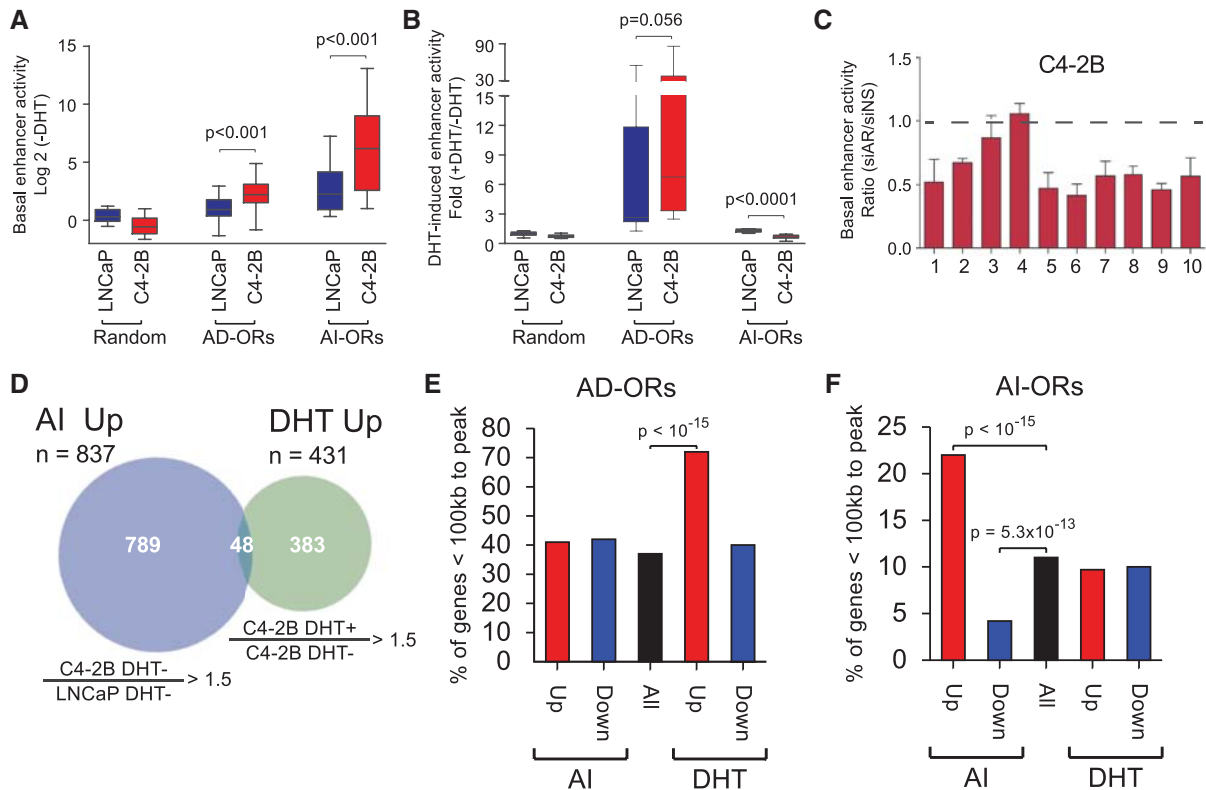 A
Basal enhancer activity
Log 2 (-DHT)
15
10
5
0
p<0.001
p<0.001
LNCaP
C4-2B
LNCaP
C4-2B
LNCaP
C4-2B
Random
AD-ORs
AI-ORs
B
DHT-induced enhancer activity
Fold (+DHT/-DHT)
90
30
15
12
9
6
3
0
p=0.056
p<0.0001
LNCaP
C4-2B
LNCaP
C4-2B
LNCaP
C4-2B
Random
AD-ORs
AI-ORs
C
C4-2B
Basal enhancer activity
Ratio (siAR/siNS)
1.5
1.0
0.5
0.0
1 2 3 4 5 6 7 8 9 10
D
AI Up
n = 837
DHT Up
n = 431
789
48
383
C4-2B DHT-
LNCaP DHT-
> 1.5
C4-2B DHT+
C4-2B DHT-
> 1.5
E
AD-ORs
% of genes < 100kb to peak
80
70
60
50
40
30
20
10
0
p < 10-15
Up
Down
All
Up
Down
AI
DHT
F
AI-ORs
% of genes < 100kb to peak
25
20
15
10
5
0
p < 10-15
p = 5.3x10-13
Up
Down
All
Up
Down
AI
DHT